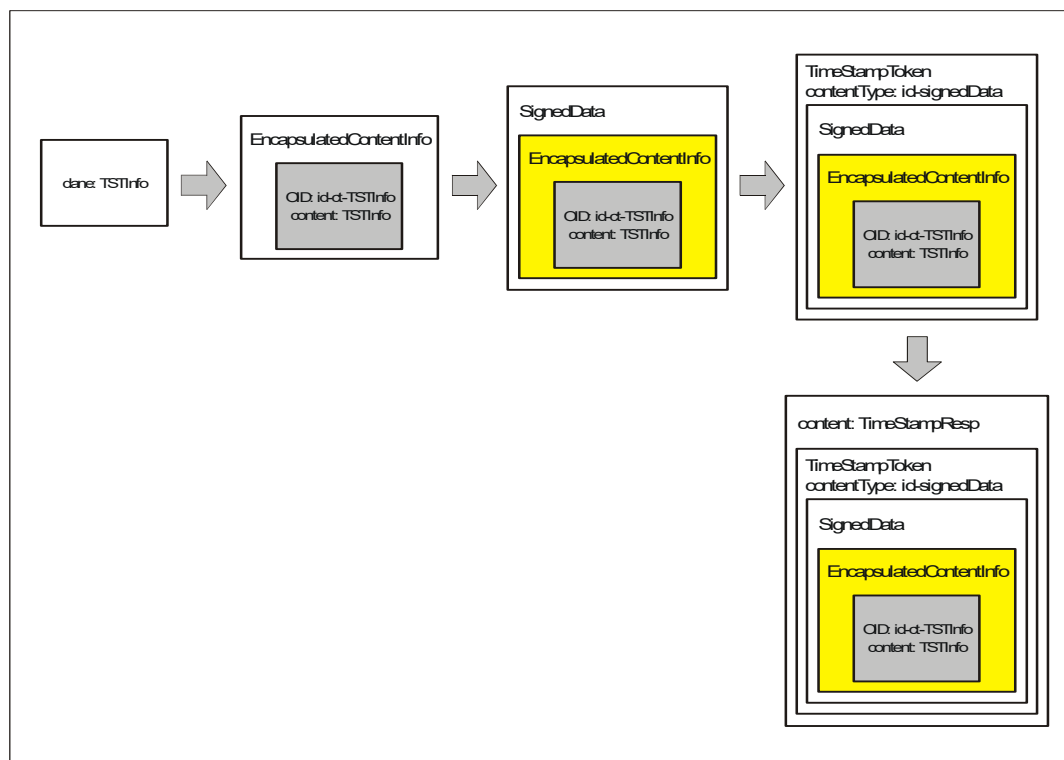 dane: TSTInfo
EncapsulatedContentInfo
OID: id-ct-TSTInfo
content: TSTInfo
SignedData
EncapsulatedContentInfo
OID: id-ct-TSTInfo
content: TSTInfo
TimeStampToken
contentType: id-signedData
SignedData
EncapsulatedContentInfo
OID: id-ct-TSTInfo
content: TSTInfo
content: TimeStampResp
TimeStampToken
contentType: id-signedData
SignedData
EncapsulatedContentInfo
OID: id-ct-TSTInfo
content: TSTInfo